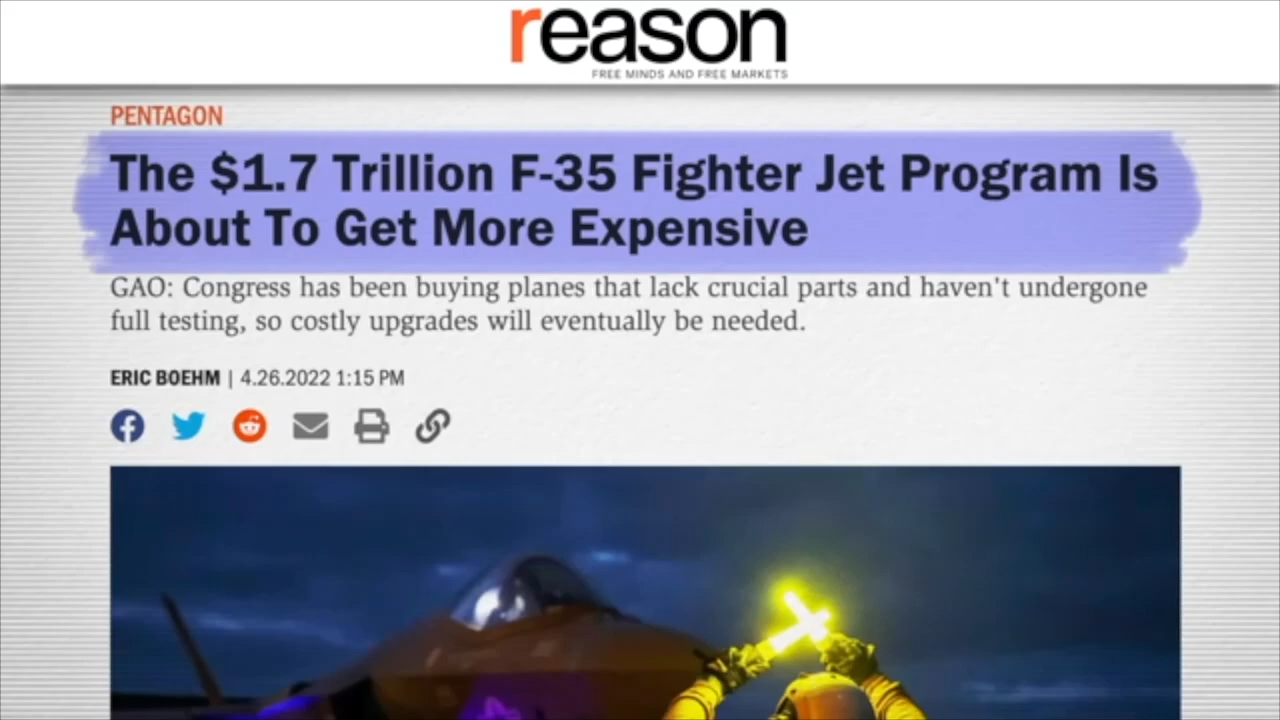 reason
FREE MINDS AND FREE MARKETS
PENTAGON
The $1.7 Trillion F-35 Fighter Jet Program Is
About To Get More Expensive
GAO: Congress has been buying planes that lack crucial parts and haven't undergone
full testing, so costly upgrades will eventually be needed.
ERIC BOEHM | 4.26.2022 1:15 PM